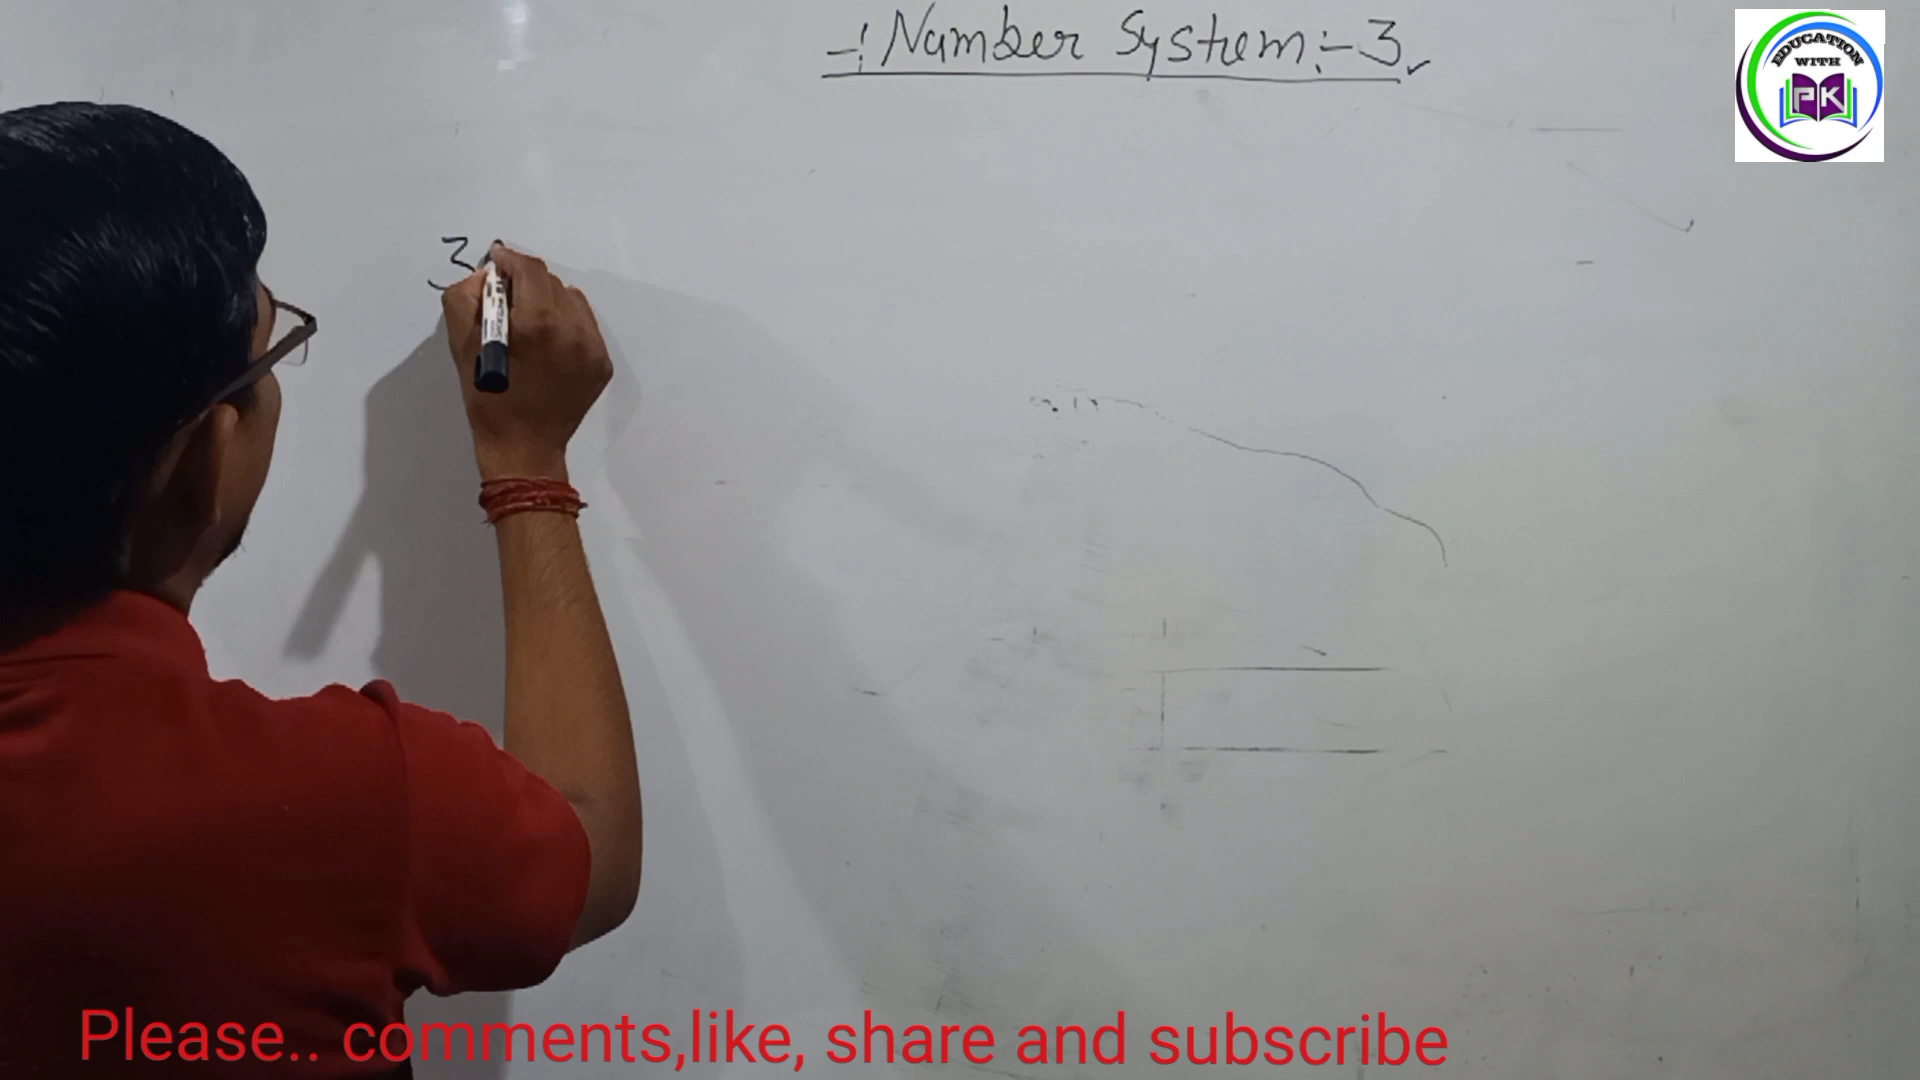 -: Number System :- 3
EDUCATION
WITH
PK
3
Please.. comments,like, share and subscribe